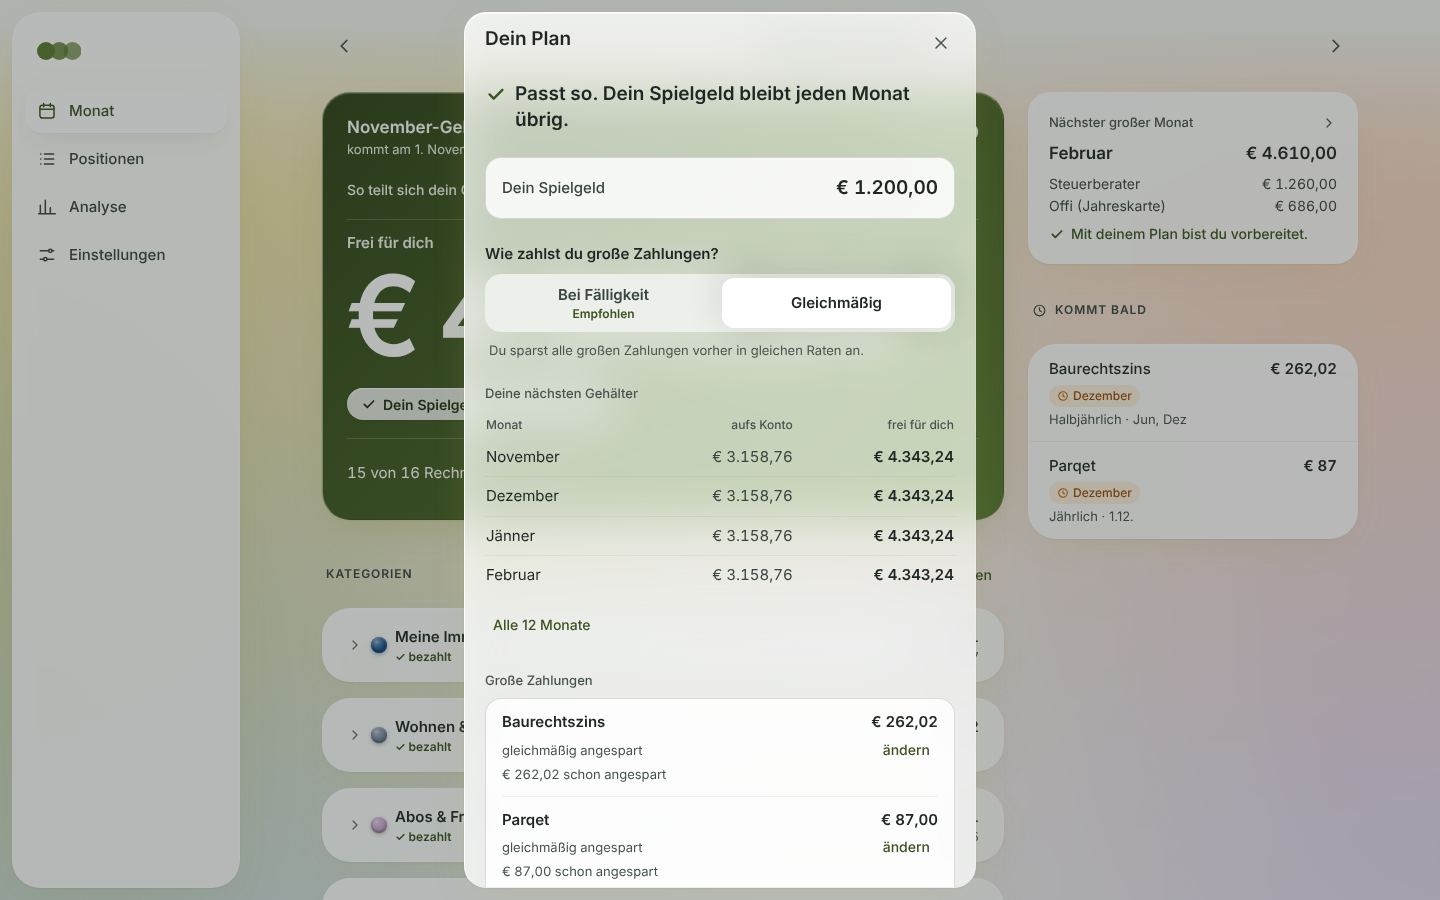 Monat
Positionen
Analyse
Einstellungen
November-Gel
kommt am 1. Novem
So teilt sich dein
Frei für dich
€ 4
Dein Spielge
15 von 16 Rechn
KATEGORIEN
en
Meine Im
bezahlt
Wohnen &
bezahlt
Abos & Fr
bezahlt
Dein Plan
Passt so. Dein Spielgeld bleibt jeden Monat
übrig.
Dein Spielgeld € 1.200,00
Wie zahlst du große Zahlungen?
Bei Fälligkeit
Empfohlen
Gleichmäßig
Du sparst alle großen Zahlungen vorher in gleichen Raten an.
Deine nächsten Gehälter
Monat aufs Konto frei für dich
November € 3.158,76 € 4.343,24
Dezember € 3.158,76 € 4.343,24
Jänner € 3.158,76 € 4.343,24
Februar € 3.158,76 € 4.343,24
Alle 12 Monate
Große Zahlungen
Baurechtszins € 262,02
gleichmäßig angespart ändern
€ 262,02 schon angespart
Parqet € 87,00
gleichmäßig angespart ändern
€ 87,00 schon angespart
Nächster großer Monat
Februar € 4.610,00
Steuerberater € 1.260,00
Offi (Jahreskarte) € 686,00
Mit deinem Plan bist du vorbereitet.
KOMMT BALD
Baurechtszins € 262,02
Dezember
Halbjährlich · Jun, Dez
Parqet € 87
Dezember
Jährlich · 1.12.